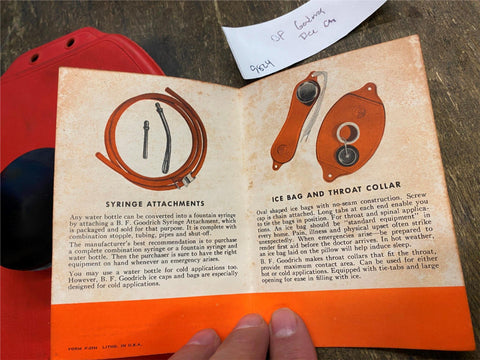 OP Goodrich
Dec Can
9/824
SYRINGE ATTACHMENTS
Any water bottle can be converted into a fountain syringe
by attaching a B. F. Goodrich Syringe Attachment, which
is packaged and sold for that purpose. It is complete with
combination stopple, tubing, pipes and shut-off.
The manufacturer's best recommendation is to purchase
a complete combination syringe or a fountain syringe and
water bottle. Then the purchaser is sure to have the right
equipment on hand whenever an emergency arises.
You may use a water bottle for cold applications too.
However, B. F. Goodrich ice caps and bags are especially
designed for cold applications.
LITHO. IN U.S.A.
ICE BAG AND THROAT COLLAR
Oval shaped ice bags with no-seam construction. Screw
cap is chain attached. Long tabs at each end enable you
to tie the bags in position. For throat and spinal applica-
tions. An ice bag should be "standard equipment" in
every home. Pain, illness and physical upset often strike
unexpectedly. When emergencies arise—be prepared to
render first aid before the doctor arrives. In hot weather,
an ice bag laid on the pillow will help induce sleep.
B. F. Goodrich makes throat collars that fit the throat,
provide maximum contact area. Can be used for either
hot or cold applications. Equipped with tie-tabs and large
opening for ease in filling with ice.